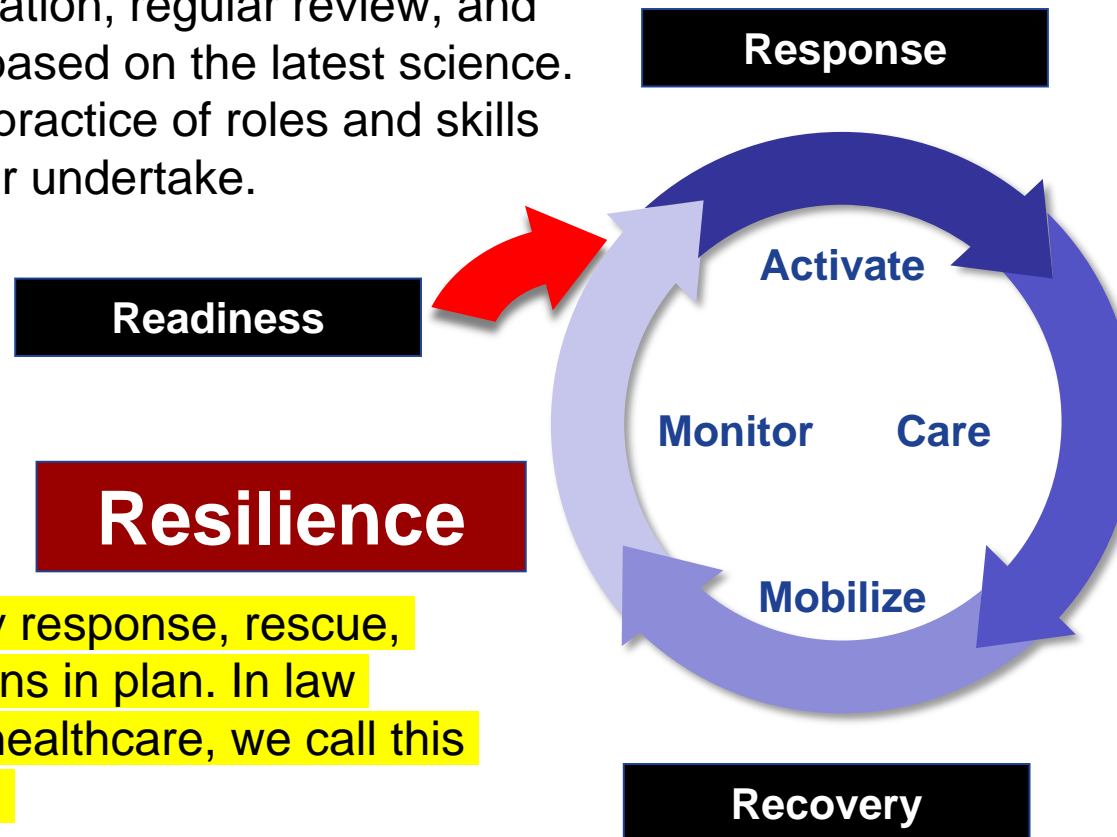 ation, regular review, and
based on the latest science.
practice of roles and skills
r undertake.
Response
Activate
Readiness
Monitor
Care
Resilience
Mobilize
y response, rescue,
ns in plan. In law
healthcare, we call this
Recovery